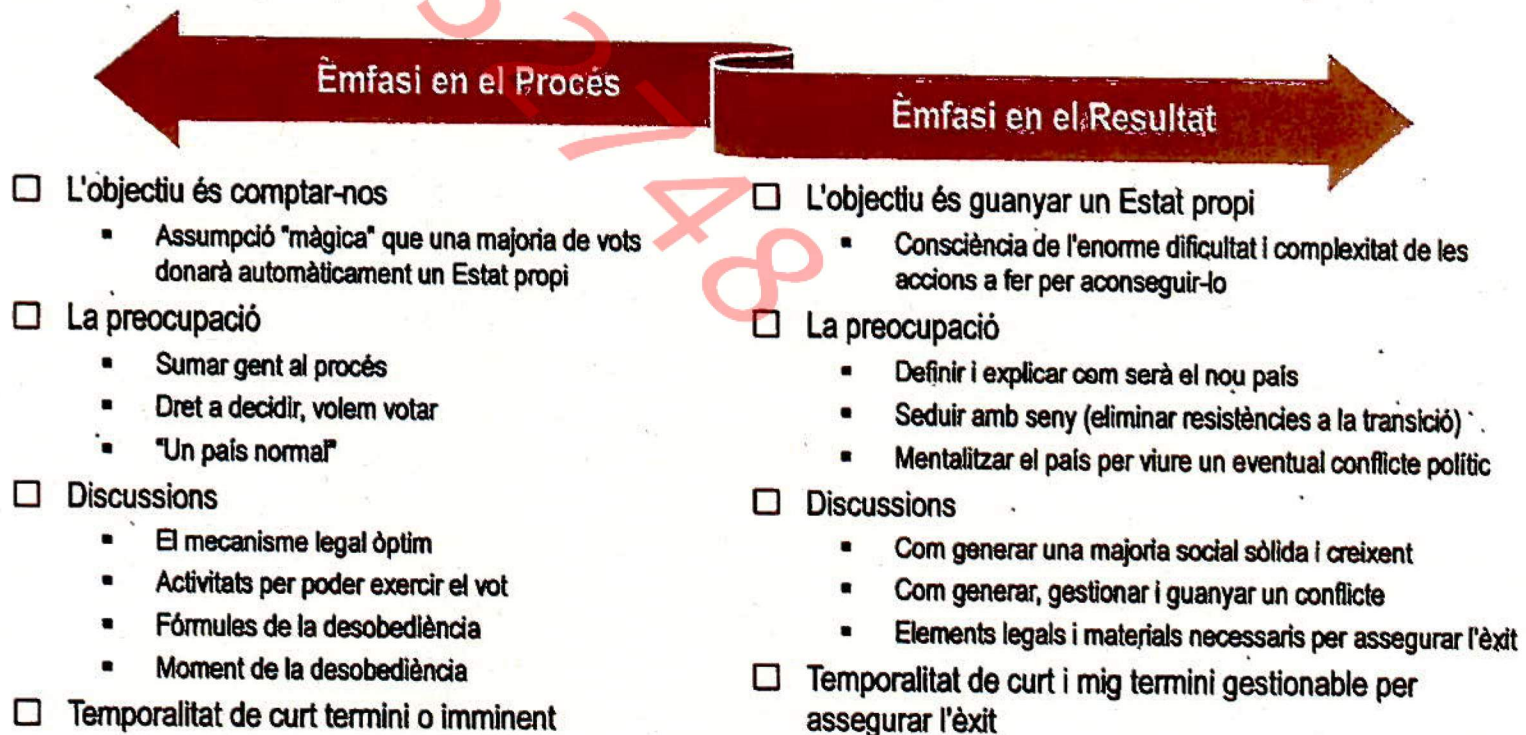 Èmfasi en el Procés
L'objectiu és comptar-nos
Assumpció "màgica" que una majoria de vots
donarà automàticament un Estat propi
La preocupació
Sumar gent al procés
Dret a decidir, volem votar
"Un país normal"
Discussions
El mecanisme legal òptim
Activitats per poder exercir el vot
Fórmules de la desobediència
Moment de la desobediència
Temporalitat de curt termini o imminent
Èmfasi en el Resultat
L'objectiu és guanyar un Estat propi
Consciència de l'enorme dificultat i complexitat de les
accions a fer per aconseguir-lo
La preocupació
Definir i explicar com serà el nou país
Seduir amb seny (eliminar resistències a la transició)
Mentalitzar el país per viure un eventual conflicte polític
Discussions
Com generar una majoria social sòlida i creixent
Com generar, gestionar i guanyar un conflicte
Elements legals i materials necessaris per assegurar l'èxit
Temporalitat de curt i mig termini gestionable per
assegurar l'èxit
2748